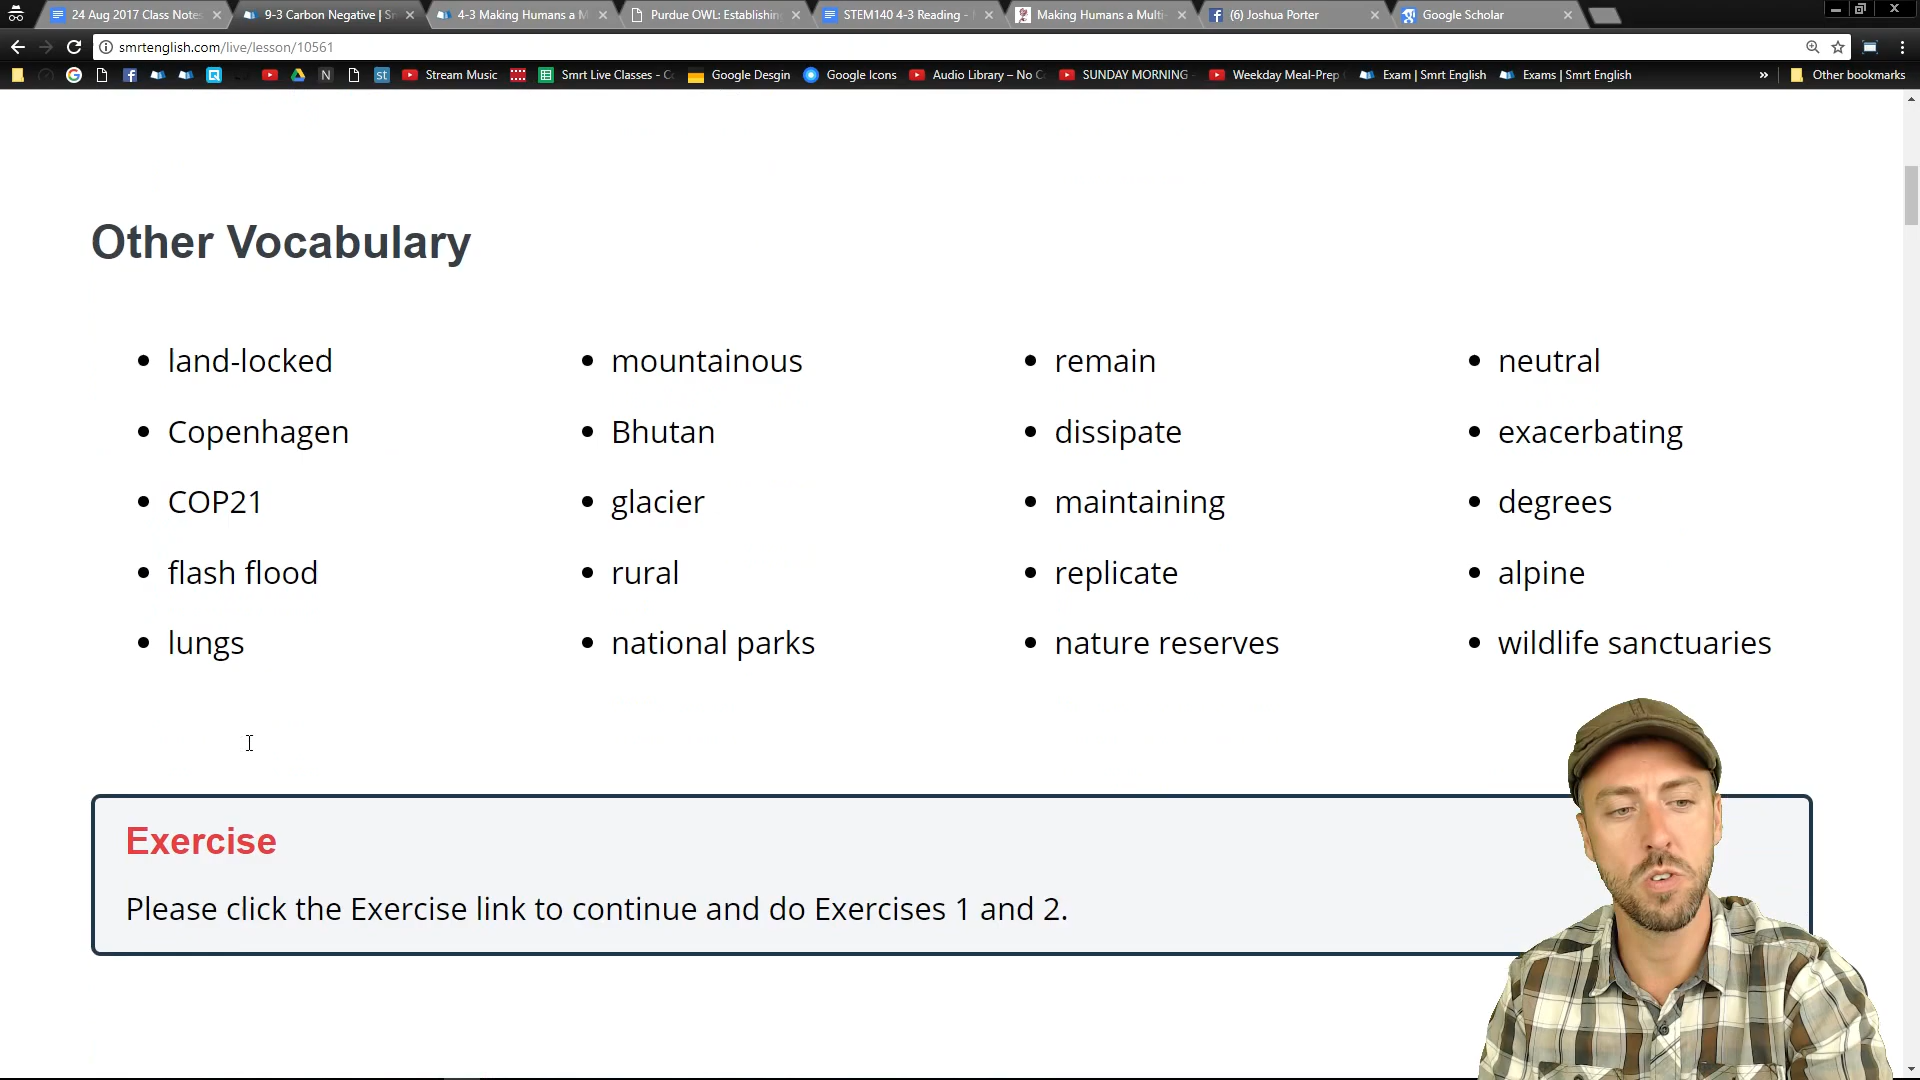 24 Aug 2017 Class Notes
9-3 Carbon Negative | S
4-3 Making Humans a M
Purdue OWL: Establishin
STEM140 4-3 Reading -
Making Humans a Multi-
(6) Joshua Porter
Google Scholar
smrtenglish.com/live/lesson/10561
Stream Music
Smrt Live Classes - C
Google Desgin
Google Icons
Audio Library – No C
SUNDAY MORNING
Weekday Meal-Prep
Exam | Smrt English
Exams | Smrt English
Other bookmarks
Other Vocabulary
land-locked mountainous remain neutral
Copenhagen Bhutan dissipate exacerbating
COP21 glacier maintaining degrees
flash flood rural replicate alpine
lungs national parks nature reserves wildlife sanctuaries
Exercise
Please click the Exercise link to continue and do Exercises 1 and 2.